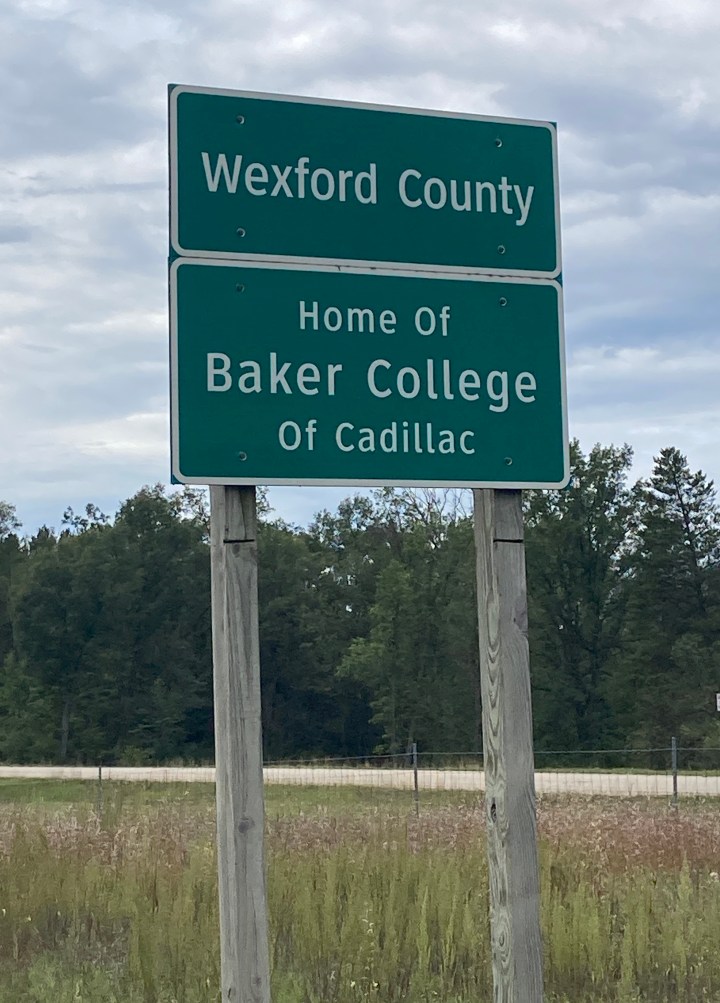 Wexford County
Home Of
Baker College
Of Cadillac